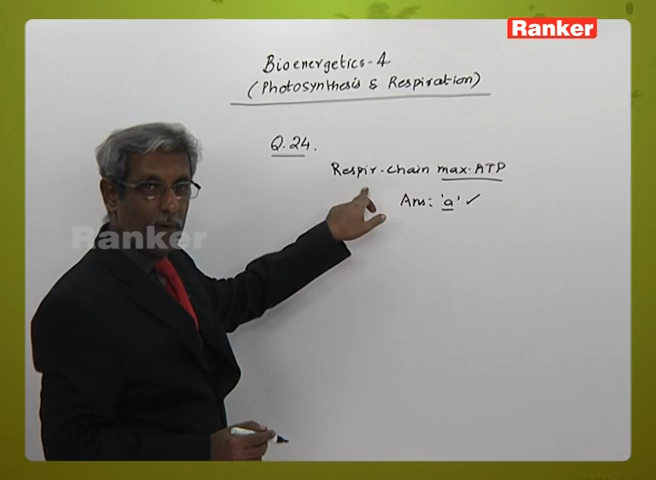 Ranker
Bioenergetics-4
(Photosynthesis & Respiration)
Q.24.
Respir-chain max.ATP
Ans: 'a' ✓
Ranker